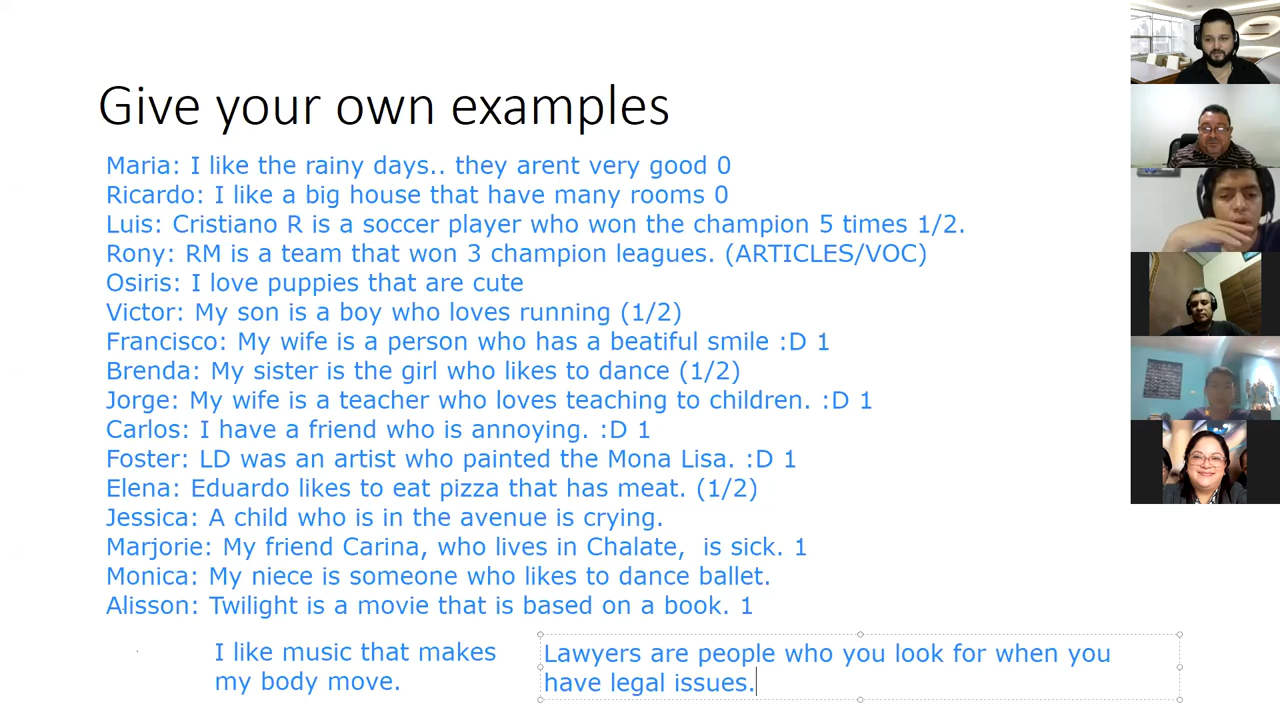 Give your own examples
Maria: I like the rainy days.. they arent very good 0
Ricardo: I like a big house that have many rooms 0
Luis: Cristiano R is a soccer player who won the champion 5 times 1/2.
Rony: RM is a team that won 3 champion leagues. (ARTICLES/VOC)
Osiris: I love puppies that are cute
Victor: My son is a boy who loves running (1/2)
Francisco: My wife is a person who has a beatiful smile :D 1
Brenda: My sister is the girl who likes to dance (1/2)
Jorge: My wife is a teacher who loves teaching to children. :D 1
Carlos: I have a friend who is annoying. :D 1
Foster: LD was an artist who painted the Mona Lisa. :D 1
Elena: Eduardo likes to eat pizza that has meat. (1/2)
Jessica: A child who is in the avenue is crying.
Marjorie: My friend Carina, who lives in Chalate,  is sick. 1
Monica: My niece is someone who likes to dance ballet.
Alisson: Twilight is a movie that is based on a book. 1
I like music that makes
my body move.
Lawyers are people who you look for when you
have legal issues.